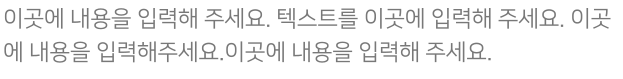 이곳에 내용을 입력해 주세요. 텍스트를 이곳에 입력해 주세요. 이곳
에 내용을 입력해주세요.이곳에 내용을 입력해 주세요.